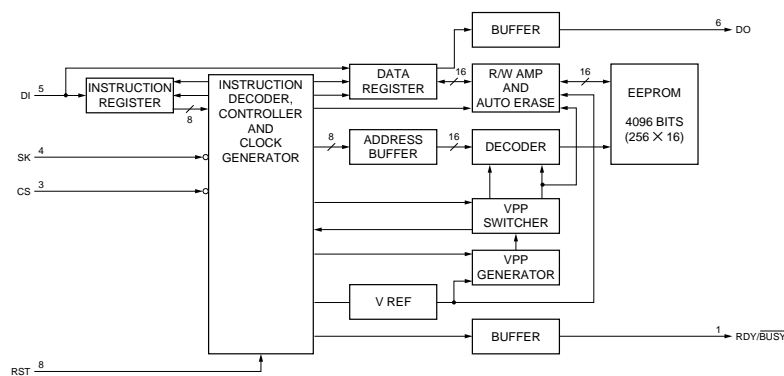 BUFFER
6
DO
DI
5
INSTRUCTION
REGISTER
8
INSTRUCTION
DECODER,
CONTROLLER
AND
CLOCK
GENERATOR
DATA
REGISTER
16
R/W AMP
AND
AUTO ERASE
16
EEPROM
4096 BITS
(256 × 16)
SK
4
8
ADDRESS
BUFFER
16
DECODER
CS
3
VPP
SWITCHER
VPP
GENERATOR
V REF
BUFFER
1
RDY/BUSY
RST
8